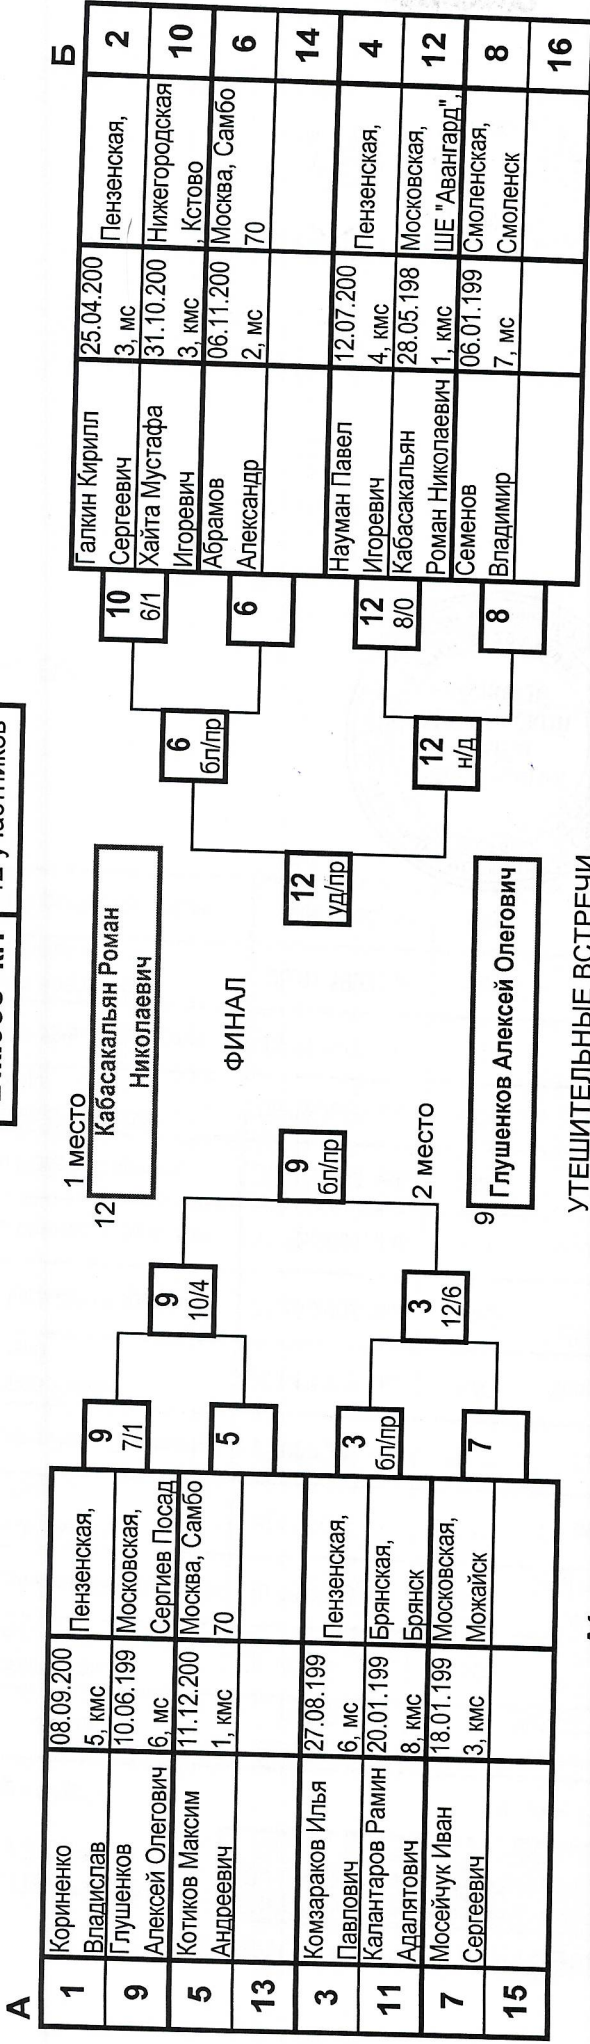 А
1
Кориненко
Владислав
08.09.200
5, кмс
Пензенская,
9
Глушенков
Алексей Олегович
10.06.199
6, мс
Московская,
Сергиев Посад
5
Котиков Максим
Андреевич
11.12.200
1, кмс
Москва, Самбо
70
13
3
Комзараков Илья
Павлович
27.08.199
6, мс
Пензенская,
11
Калантаров Рамин
Адалятович
20.01.199
8, кмс
Брянская,
Брянск
7
Мосейчук Иван
Сергеевич
18.01.199
3, кмс
Московская,
Можайск
15
9
7/1
5
3
бл/пр
7
9
10/4
3
12/6
9
бл/пр
1 место
12
Кабасакальян Роман
Николаевич
ФИНАЛ
2 место
9
Глушенков Алексей Олегович
УТЕШИТЕЛЬНЫЕ ВСТРЕЧИ
12
уд/пр
6
бл/пр
12
н/д
10
6/1
6
12
8/0
8
Б
Галкин Кирилл
Сергеевич
25.04.200
3, мс
Пензенская,
2
Хайта Мустафа
Игоревич
31.10.200
3, кмс
Нижегородская
, Кстово
10
Абрамов
Александр
06.11.200
2, мс
Москва, Самбо
70
6
14
Науман Павел
Игоревич
12.07.200
4, кмс
Пензенская,
4
Кабасакальян
Роман Николаевич
28.05.198
1, кмс
Московская,
ШЕ "Авангард",
12
Семенов
Владимир
06.01.199
7, мс
Смоленская,
Смоленск
8
16